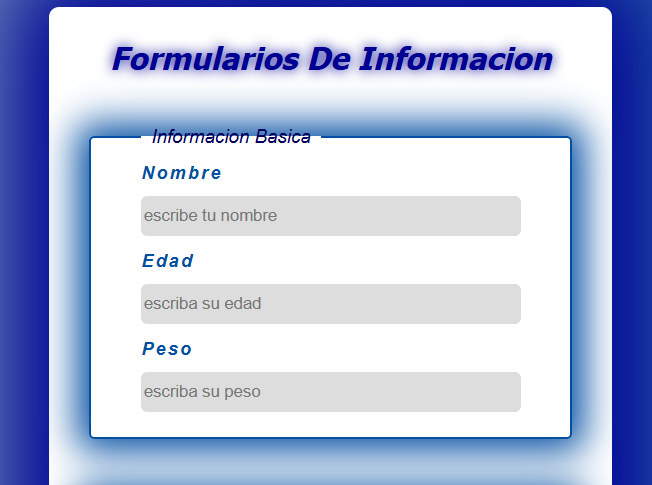 Formularios De Informacion
Informacion Basica
Nombre
escribe tu nombre
Edad
escriba su edad
Peso
escriba su peso